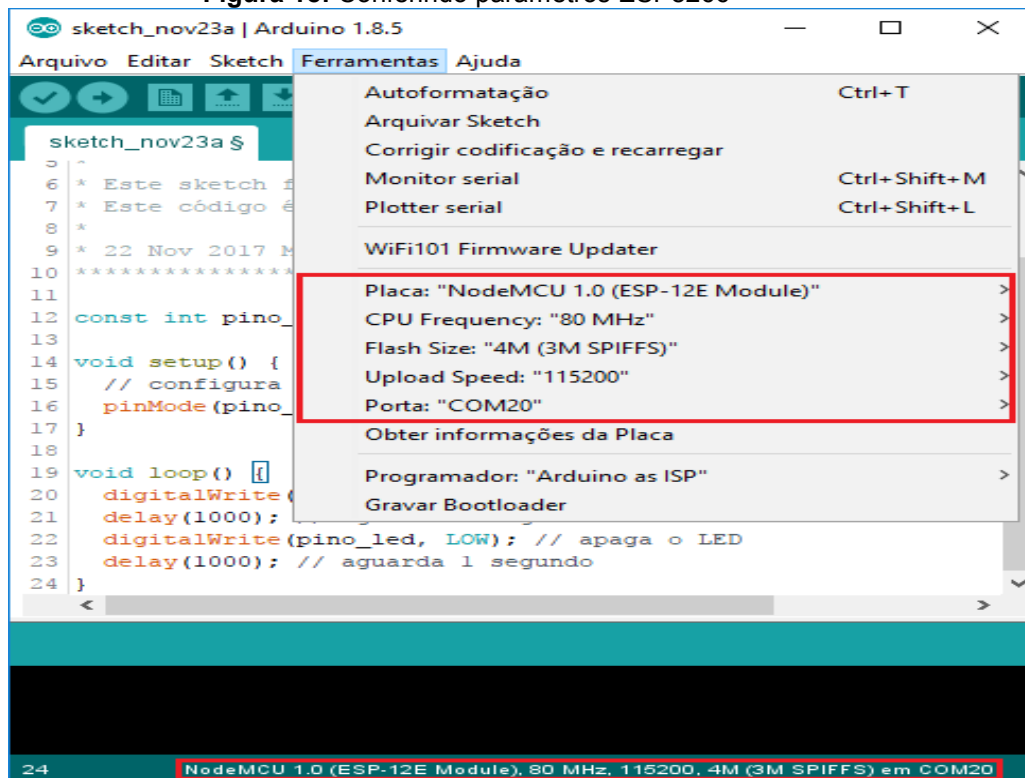 Conferindo parâmetros ESP8266
sketch_nov23a | Arduino 1.8.5
Arquivo Editar Sketch Ferramentas Ajuda
Autoformatação Ctrl+T
Arquivar Sketch
Corrigir codificação e recarregar
Monitor serial Ctrl+Shift+M
Plotter serial Ctrl+Shift+L
WiFi101 Firmware Updater
Placa: "NodeMCU 1.0 (ESP-12E Module)" >
CPU Frequency: "80 MHz" >
Flash Size: "4M (3M SPIFFS)" >
Upload Speed: "115200" >
Porta: "COM20" >
Obter informações da Placa
Programador: "Arduino as ISP" >
Gravar Bootloader
sketch_nov23a §
5 *
6 * Este sketch f
7 * Este código é
8 *
9 * 22 Nov 2017 M
10 ***************
11
12 const int pino_
13
14 void setup() {
15 // configura
16 pinMode(pino_
17 }
18
19 void loop() {
20 digitalWrite(
21 delay(1000);
22 digitalWrite(pino_led, LOW); // apaga o LED
23 delay(1000); // aguarda 1 segundo
24 }
24 NodeMCU 1.0 (ESP-12E Module), 80 MHz, 115200, 4M (3M SPIFFS) em COM20